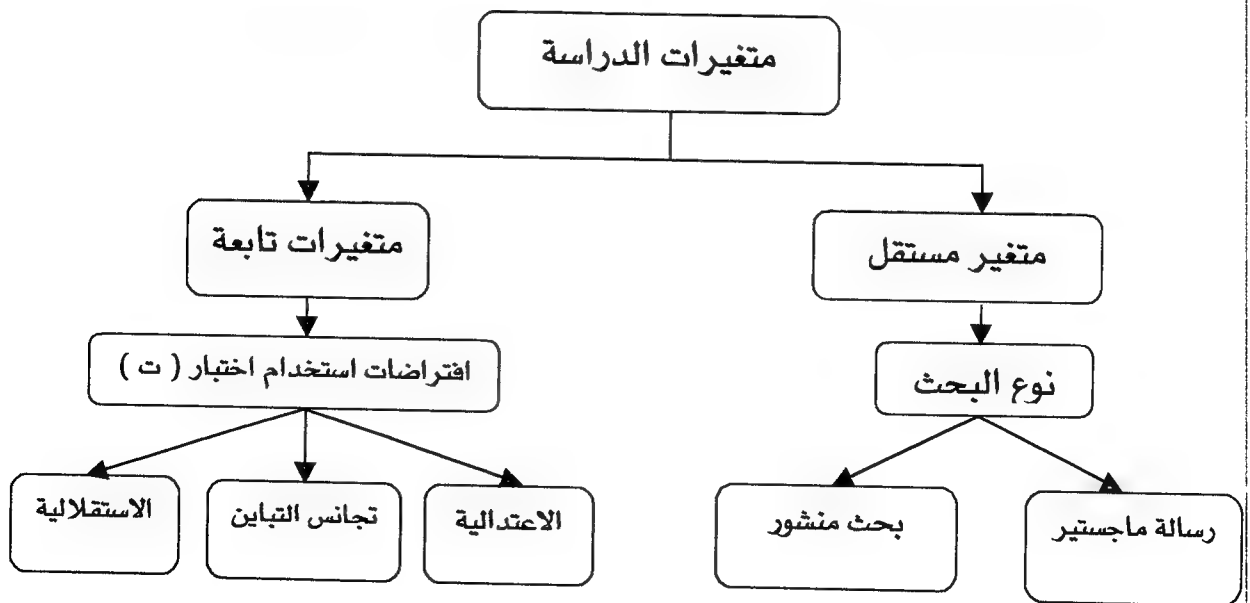 متغيرات الدراسة
متغير مستقل
متغيرات تابعة
نوع البحث
افتراضات استخدام اختبار ( ت )
رسالة ماجستير
بحث منشور
الاعتدالية
تجانس التباين
الاستقلالية